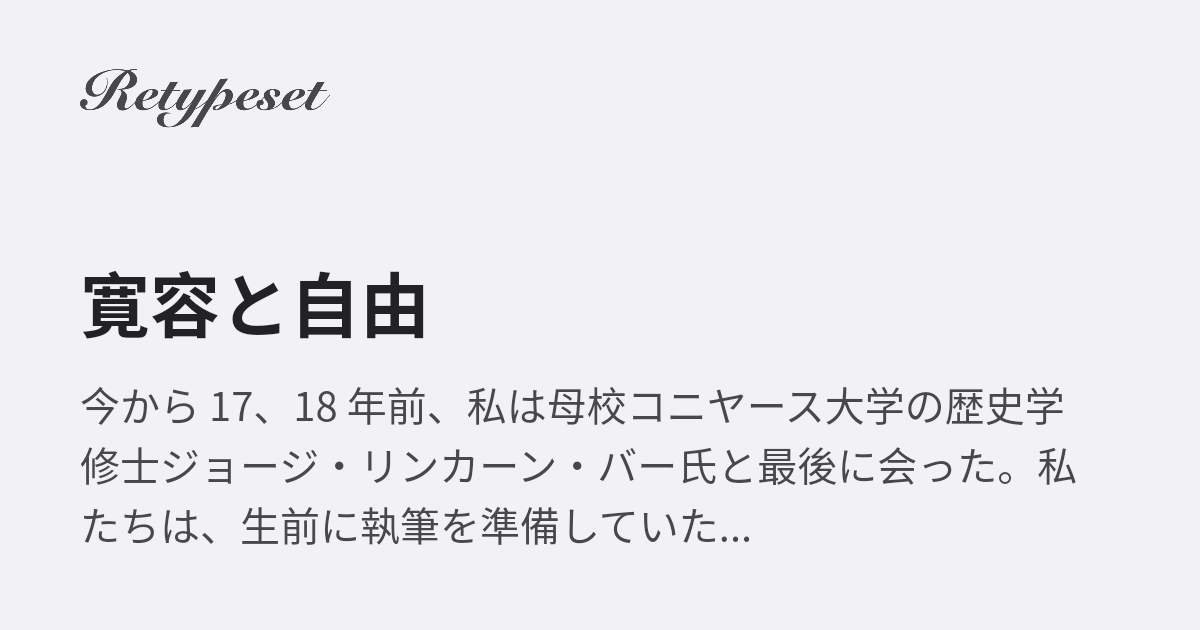 Retypeset
寛容と自由
今から 17、18 年前、私は母校コニヤース大学の歴史学
修士ジョージ・リンカーン・バー氏と最後に会った。私
たちは、生前に執筆を準備していた...